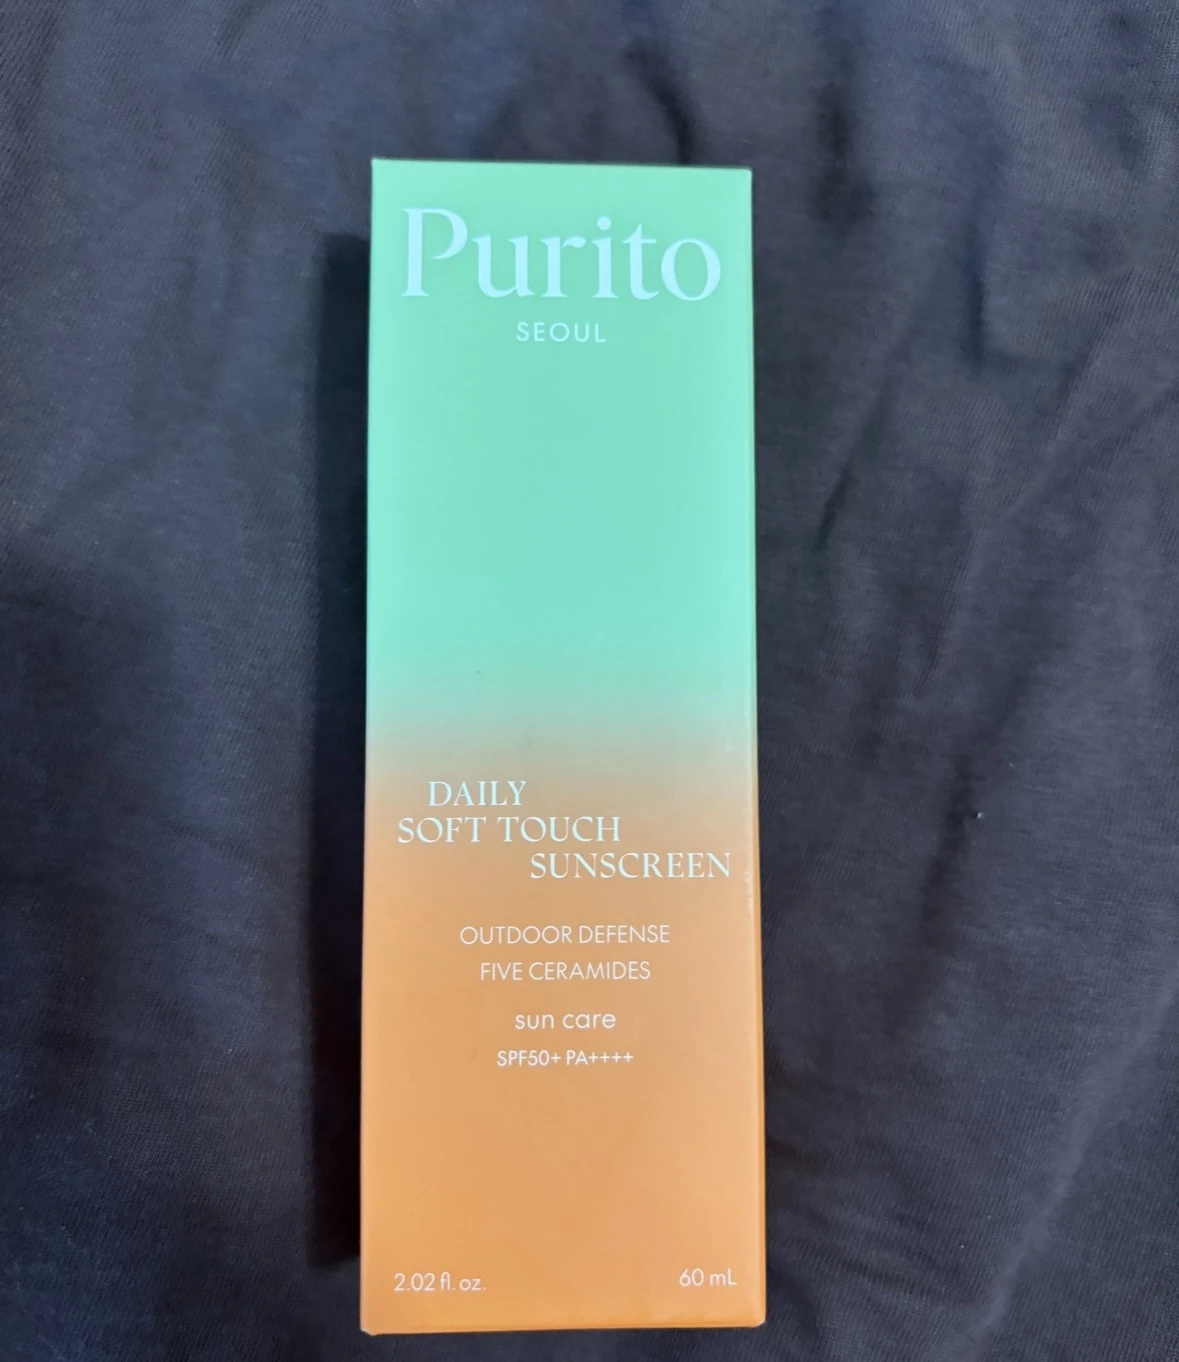 Purito
SEOUL
DAILY
SOFT TOUCH
SUNSCREEN
OUTDOOR DEFENSE
FIVE CERAMIDES
sun care
SPF50+ PA++++
2.02 fl. oz. 60 mL